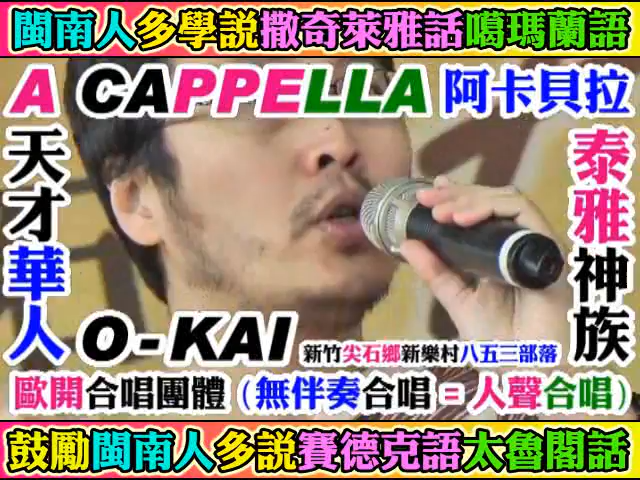 閩南人多學説撒奇萊雅話噶瑪蘭語
A CAPPELLA 阿卡貝拉
天才華人
泰雅神族
O-KAI 新竹尖石鄉新樂村八五三部落
歐開合唱團體(無伴奏合唱=人聲合唱)
鼓勵閩南人多説賽德克語太魯閣話